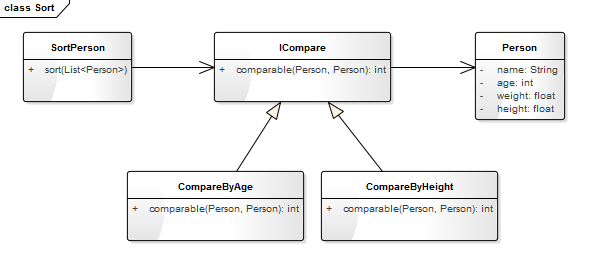 class Sort
SortPerson
+ sort(List<Person>)
ICompare
+ comparable(Person, Person): int
Person
- name: String
- age: int
- weight: float
- height: float
CompareByAge
+ comparable(Person, Person): int
CompareByHeight
+ comparable(Person, Person): int